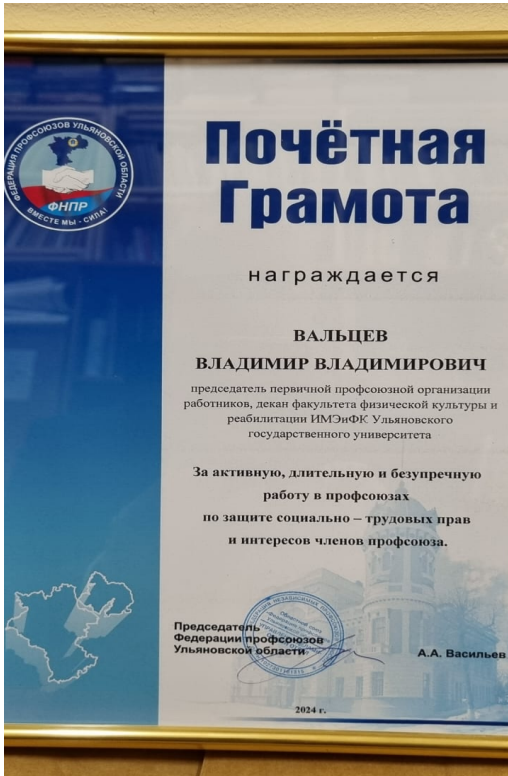 ФЕДЕРАЦИЯ ПРОФСОЮЗОВ УЛЬЯНОВСКОЙ ОБЛАСТИ
ФНПР
ВМЕСТЕ МЫ - СИЛА!
Почётная
Грамота
награждается
ВАЛЬЦЕВ
ВЛАДИМИР ВЛАДИМИРОВИЧ
председатель первичной профсоюзной организации
работников, декан факультета физической культуры и
реабилитации ИМЭиФК Ульяновского
государственного университета
За активную, длительную и безупречную
работу в профсоюзах
по защите социально – трудовых прав
и интересов членов профсоюза.
Председатель
Федерации профсоюзов
Ульяновской области
А.А. Васильев
2024 г.